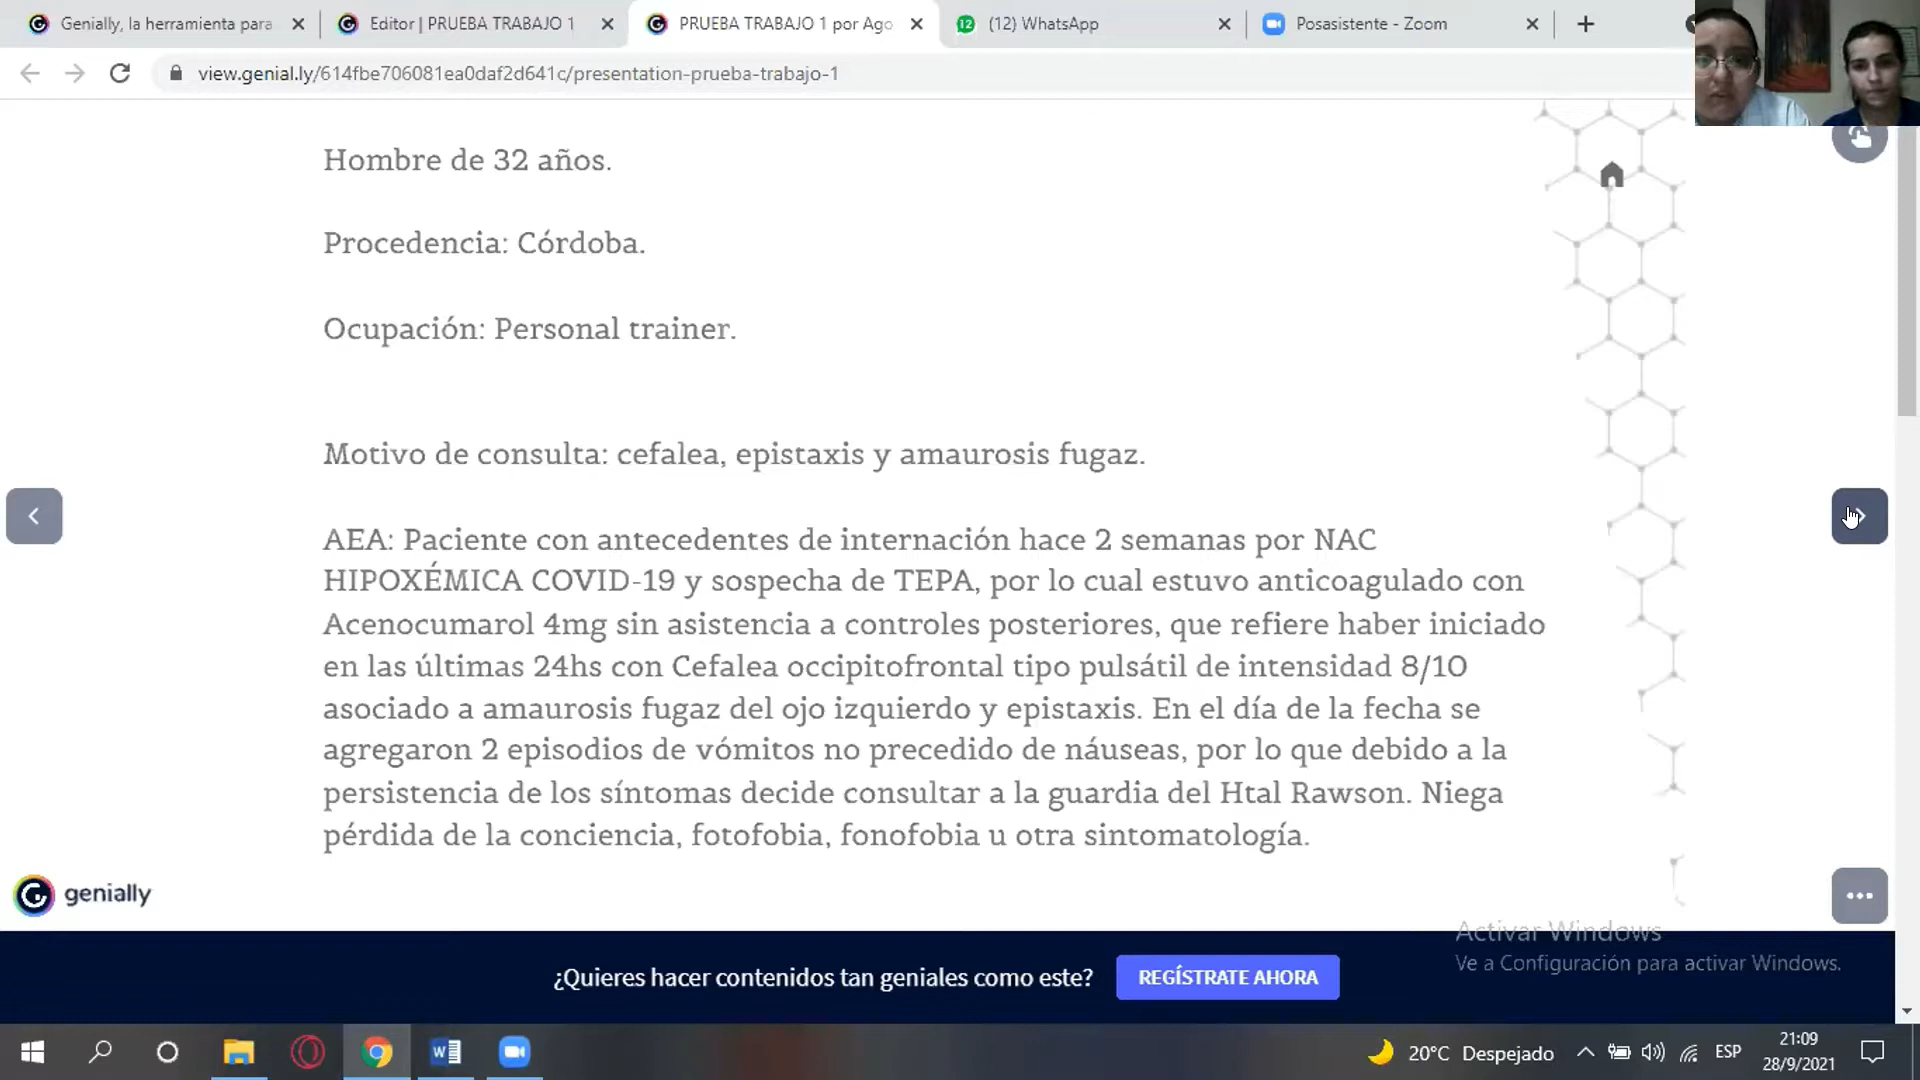 Genially, la herramienta para
Editor | PRUEBA TRABAJO 1
PRUEBA TRABAJO 1 por Ago
12
(12) WhatsApp
Posasistente - Zoom
view.genial.ly/614fbe706081ea0daf2d641c/presentation-prueba-trabajo-1
Hombre de 32 años.
Procedencia: Córdoba.
Ocupación: Personal trainer.
Motivo de consulta: cefalea, epistaxis y amaurosis fugaz.
AEA: Paciente con antecedentes de internación hace 2 semanas por NAC
HIPOXÉMICA COVID-19 y sospecha de TEPA, por lo cual estuvo anticoagulado con
Acenocumarol 4mg sin asistencia a controles posteriores, que refiere haber iniciado
en las últimas 24hs con Cefalea occipitofrontal tipo pulsátil de intensidad 8/10
asociado a amaurosis fugaz del ojo izquierdo y epistaxis. En el día de la fecha se
agregaron 2 episodios de vómitos no precedido de náuseas, por lo que debido a la
persistencia de los síntomas decide consultar a la guardia del Htal Rawson. Niega
pérdida de la conciencia, fotofobia, fonofobia u otra sintomatología.
genially
Activar Windows
Ve a Configuración para activar Windows.
¿Quieres hacer contenidos tan geniales como este?
REGÍSTRATE AHORA
20°C Despejado
ESP
21:09
28/9/2021